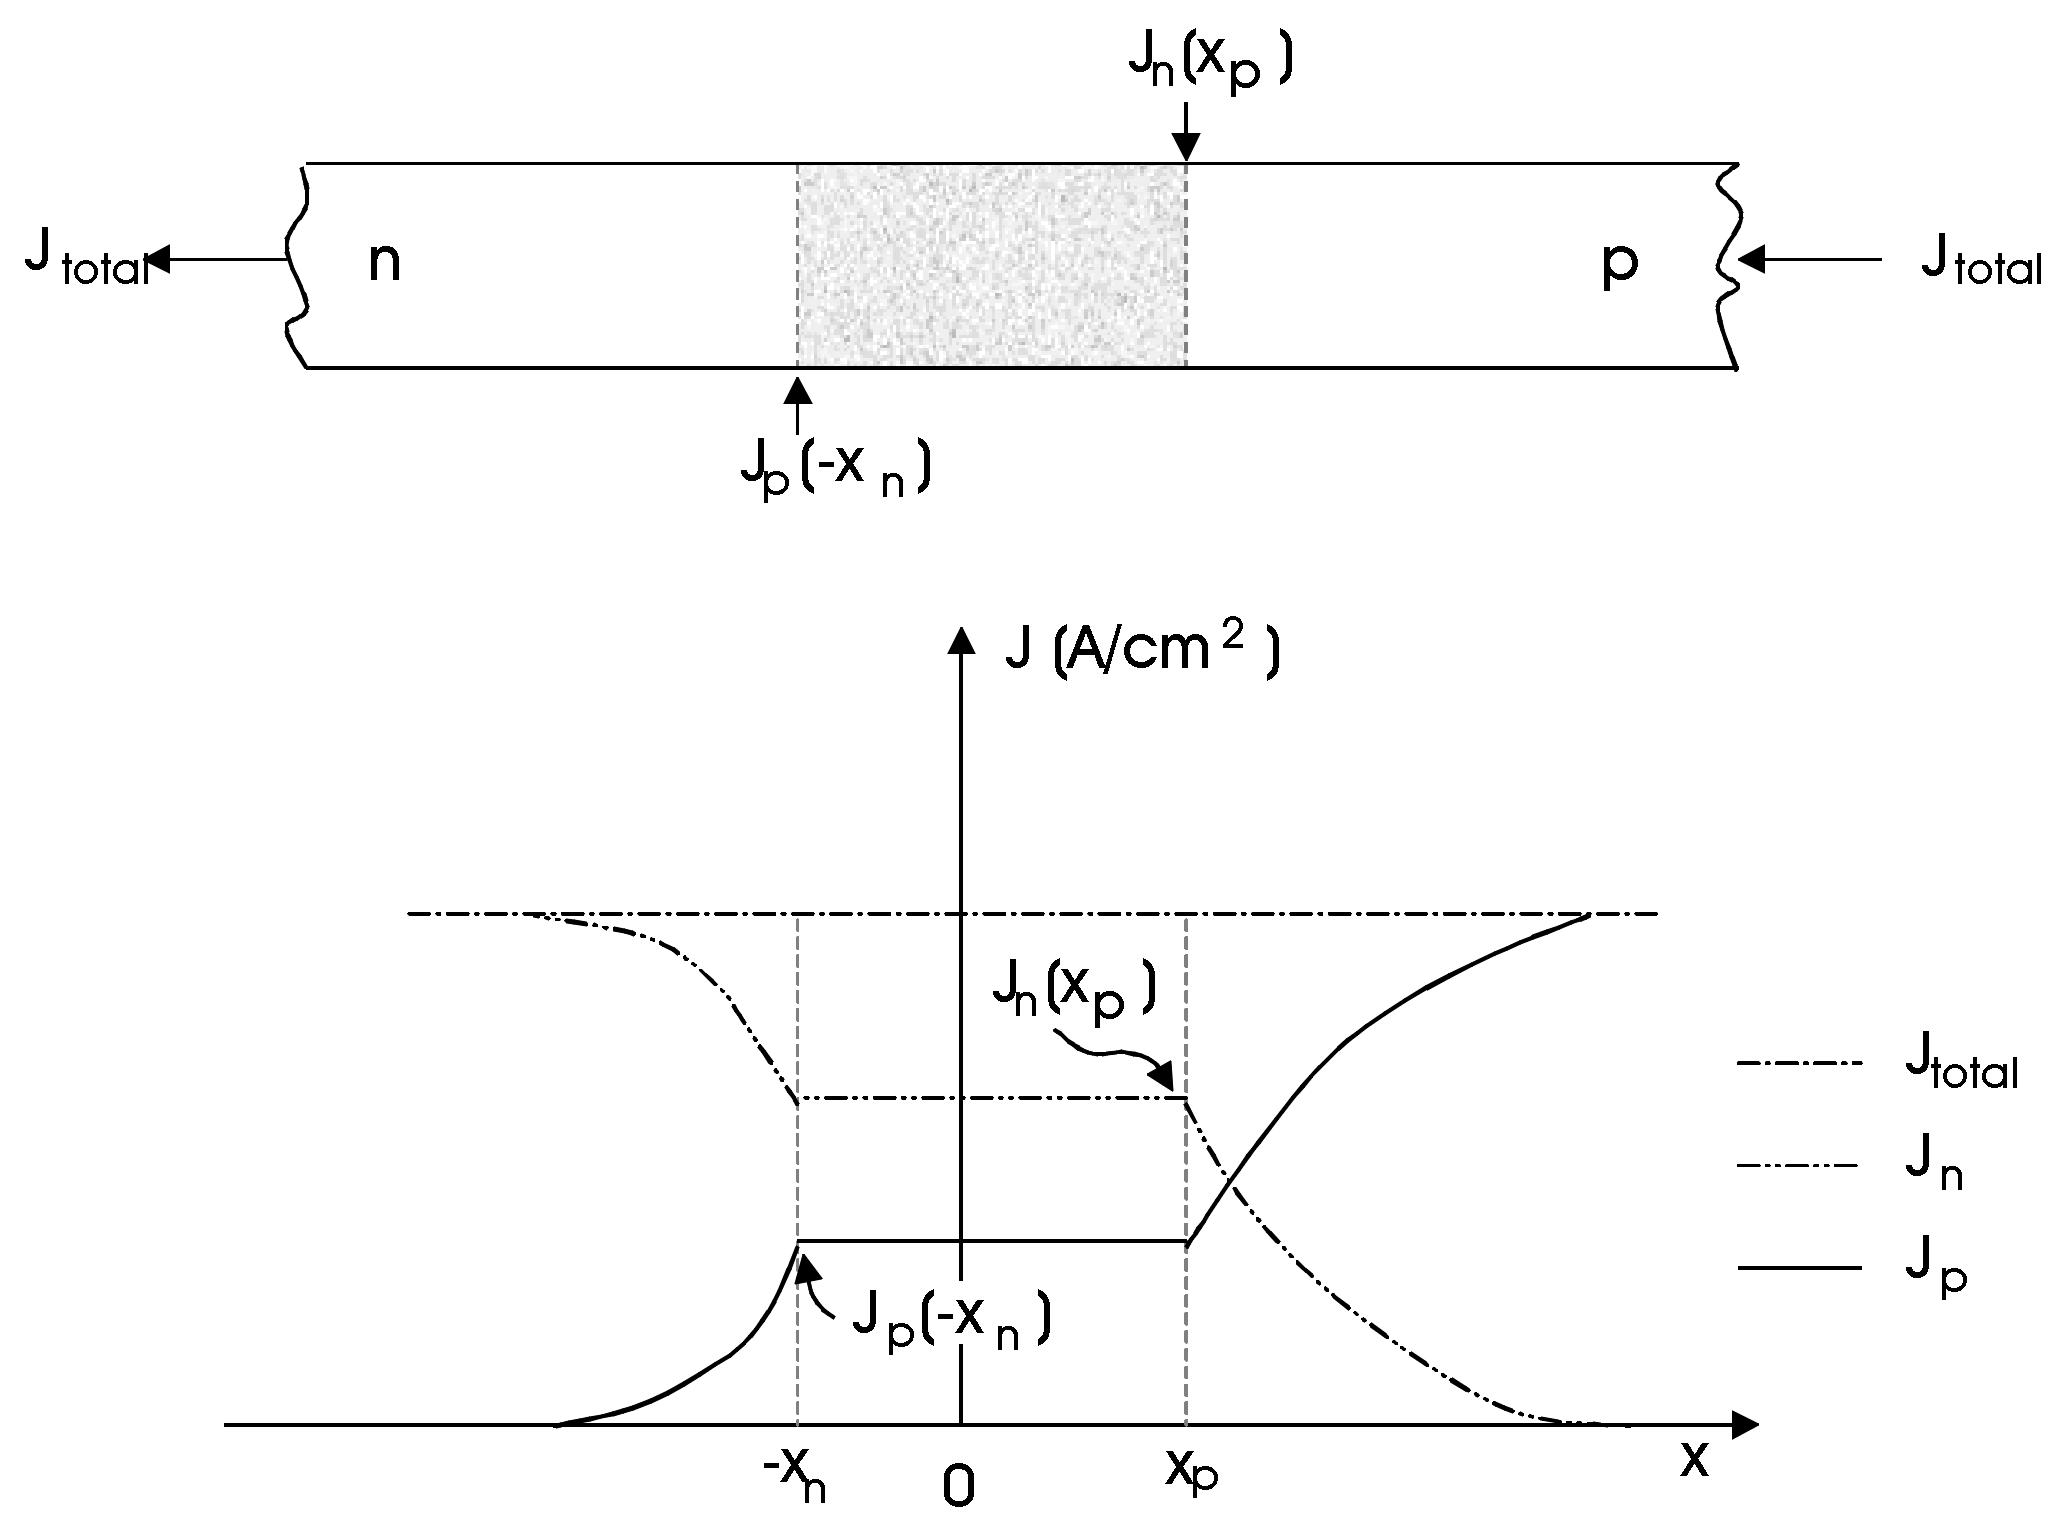 Jn(xp)
Jtotal n p Jtotal
Jp(-xn)
J (A/cm²)
Jn(xp)
Jtotal
Jn
Jp
Jp(-xn)
-xn 0 xp x